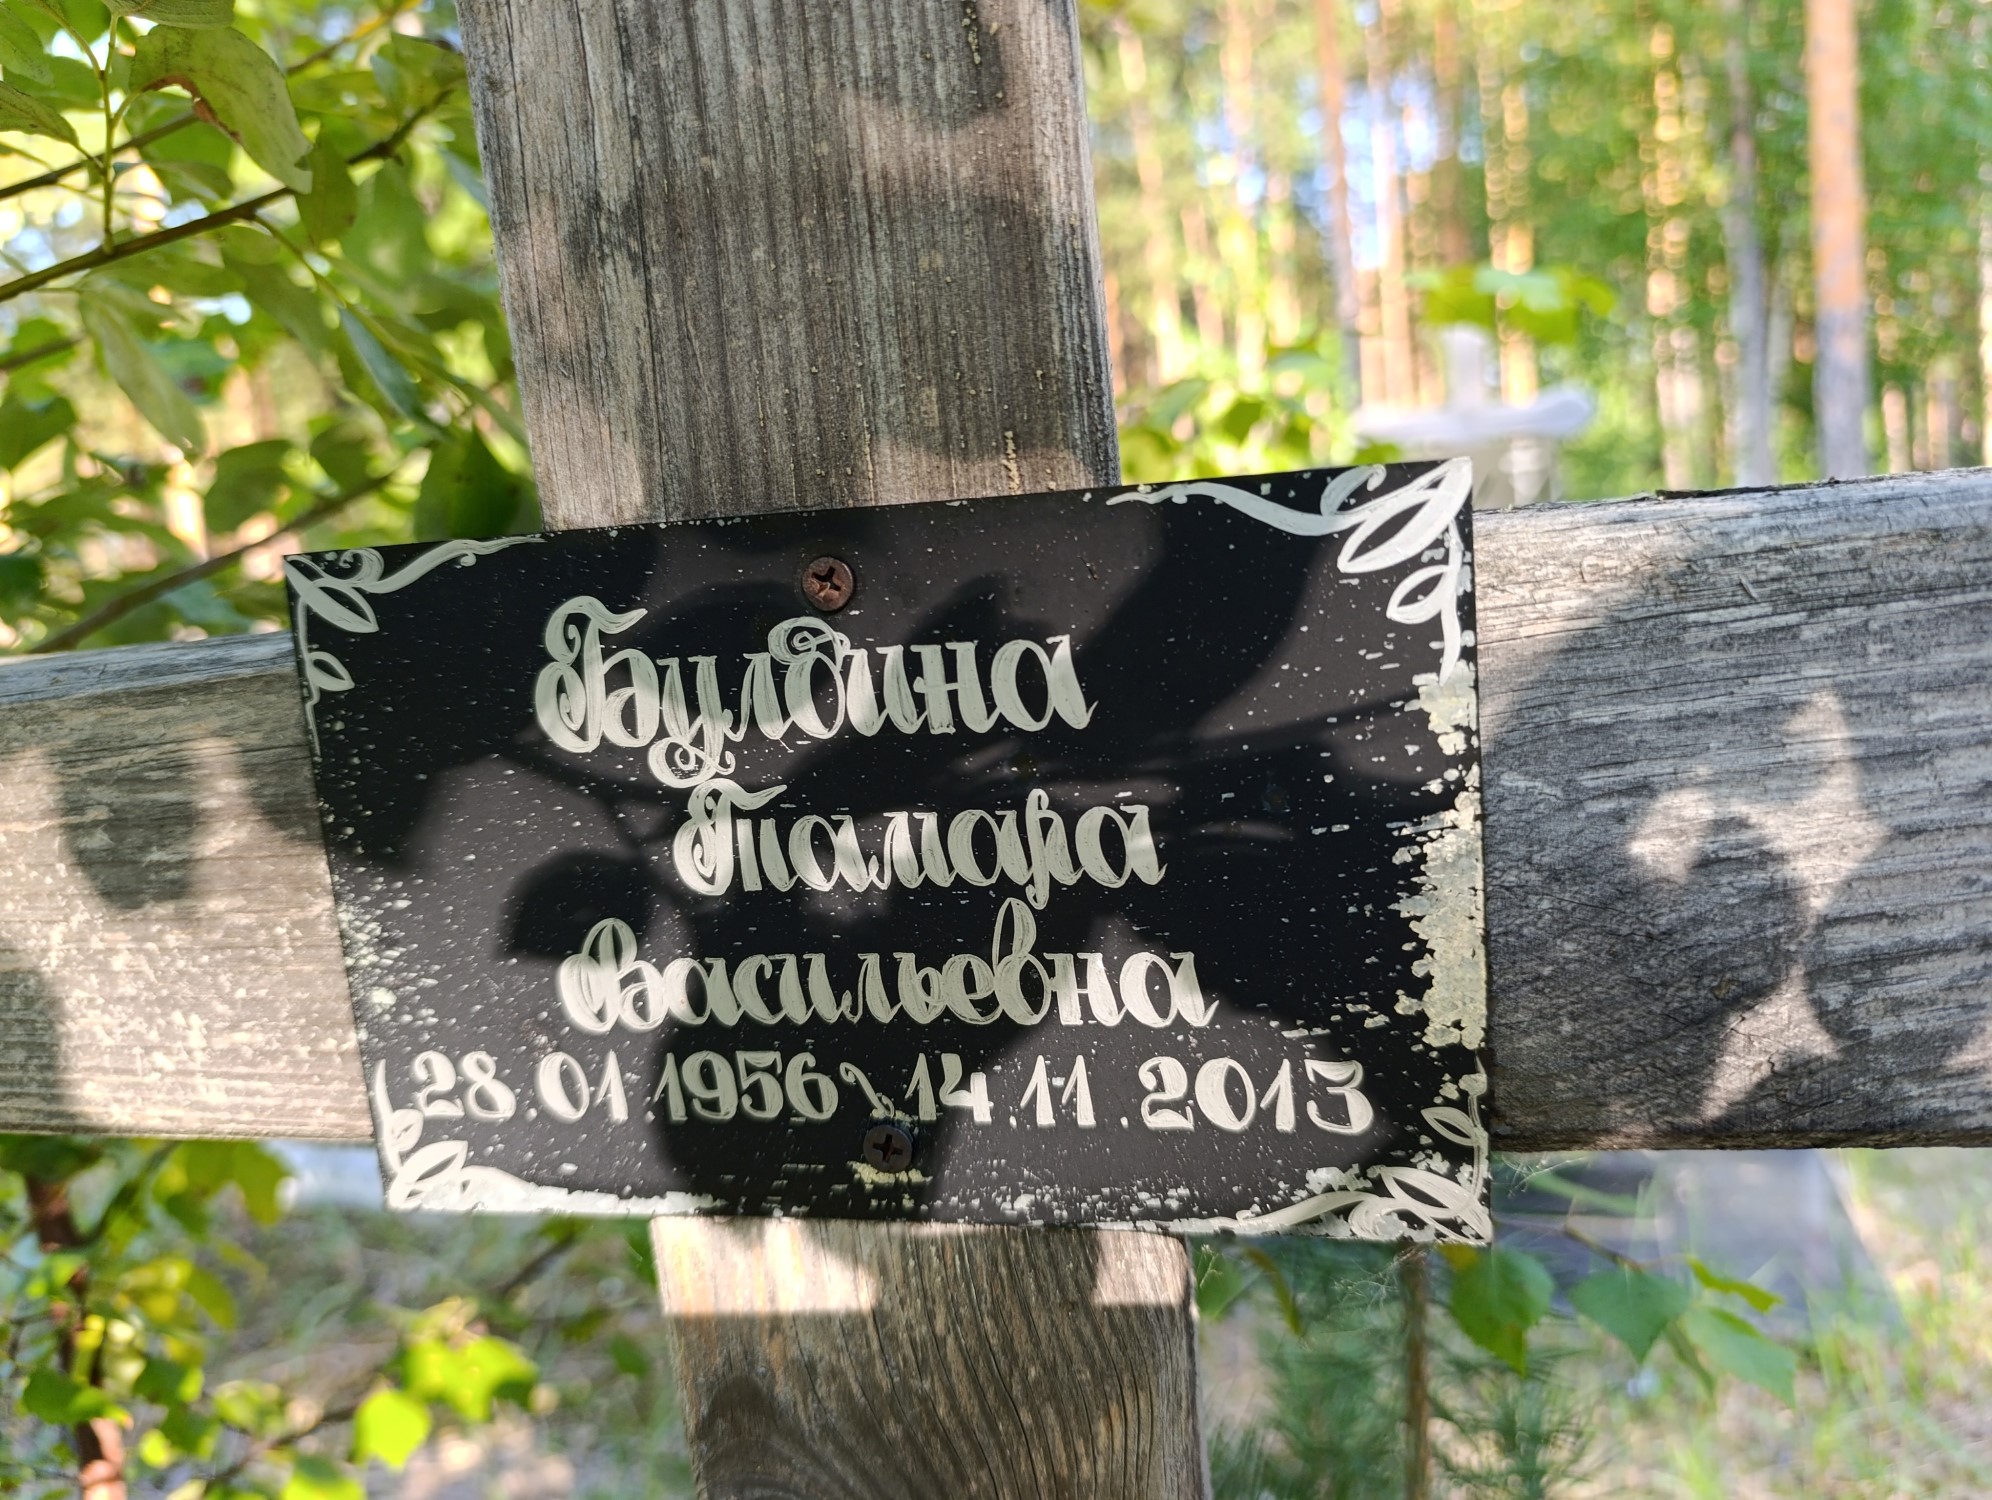 Булдина
Тамара
Васильевна
28.01.1956 14.11.2013